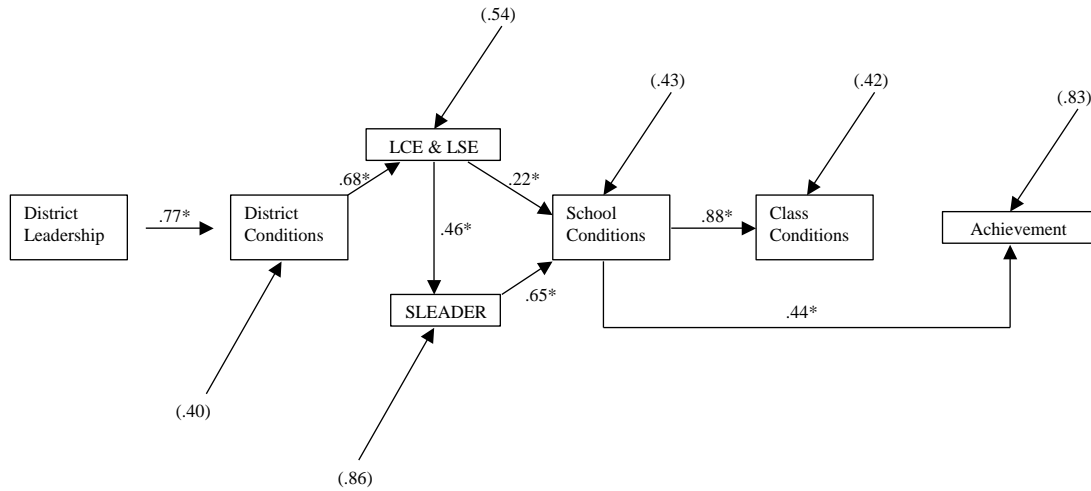 (.54)
(.43)
(.42)
(.83)
LCE & LSE
.68*
.22*
District
Leadership
.77*
District
Conditions
.46*
School
Conditions
.88*
Class
Conditions
Achievement
SLEADER
.65*
.44*
(.40)
(.86)